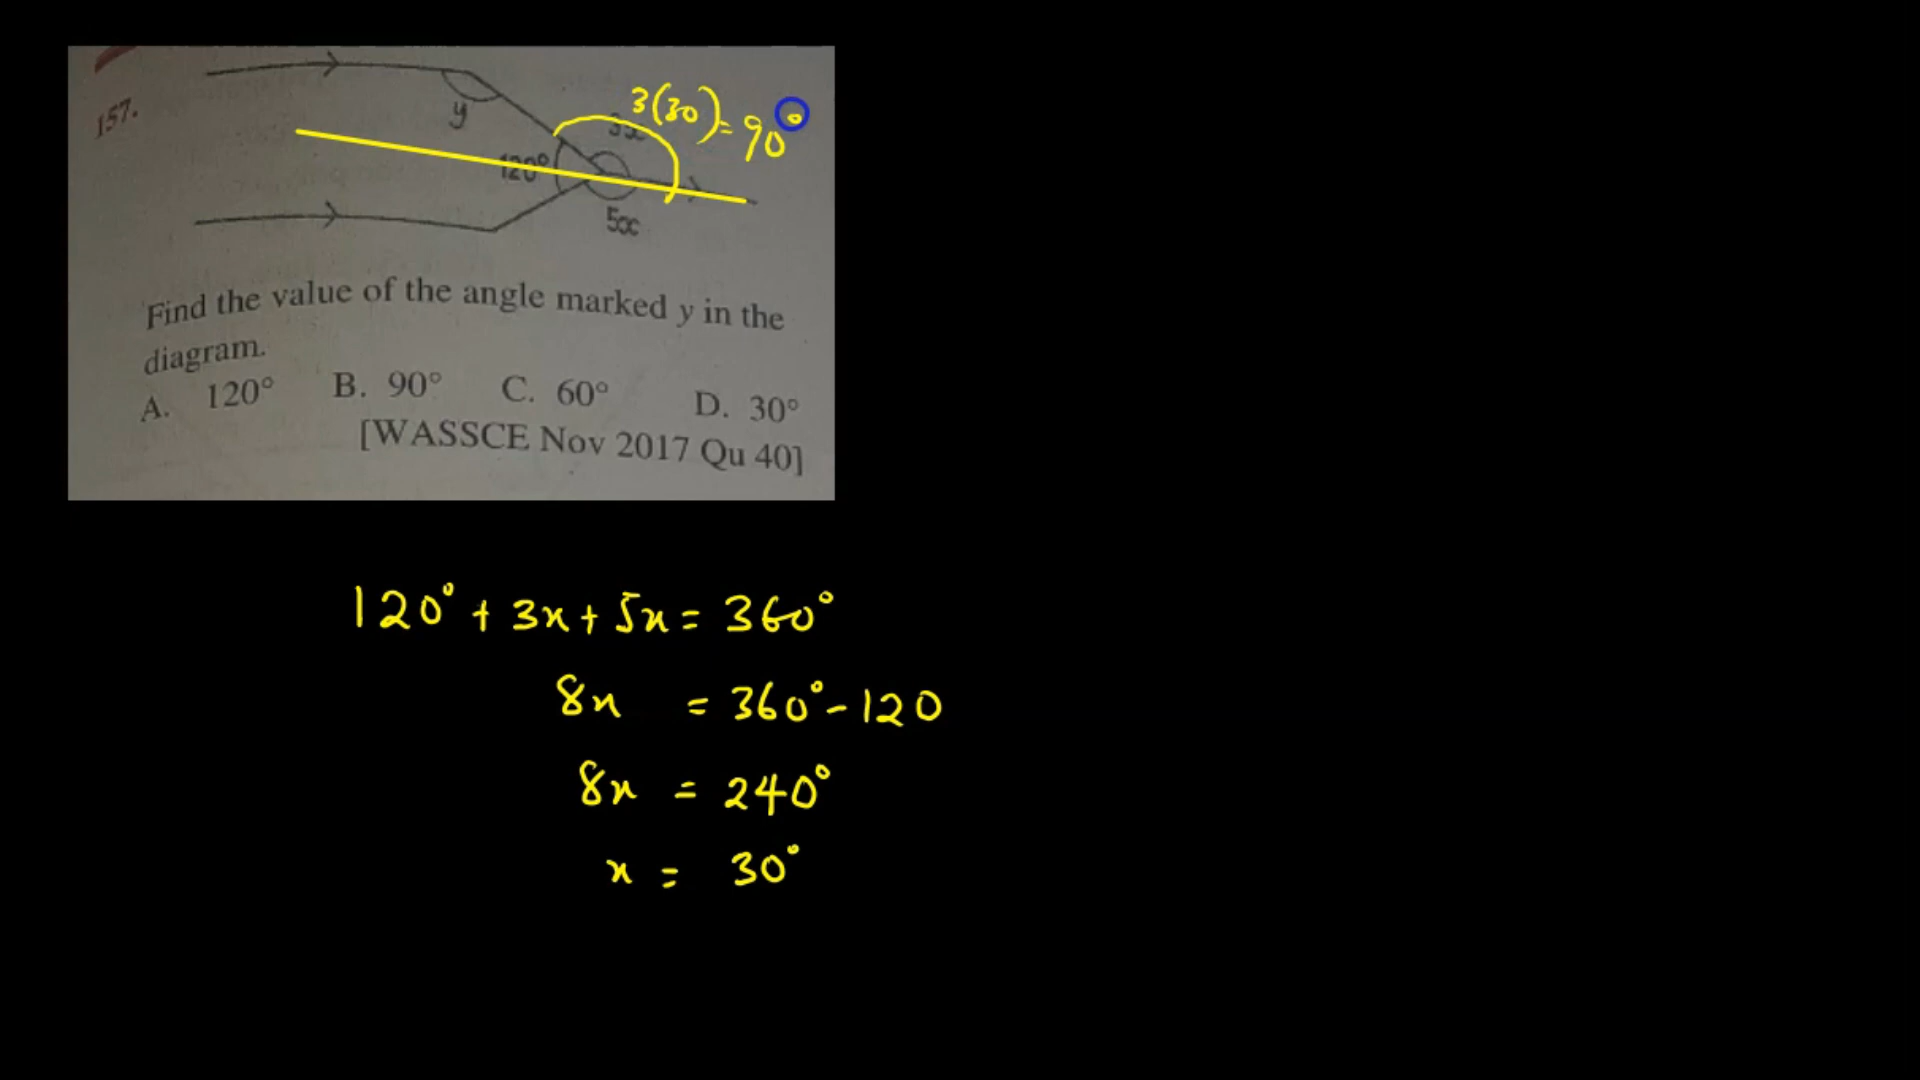 157.
y
3x
3(30) = 90°
120°
5x
Find the value of the angle marked y in the
diagram.
A. 120° B. 90° C. 60° D. 30°
[WASSCE Nov 2017 Qu 40]
120° + 3x + 5x = 360°
8x = 360° - 120
8x = 240°
x = 30°